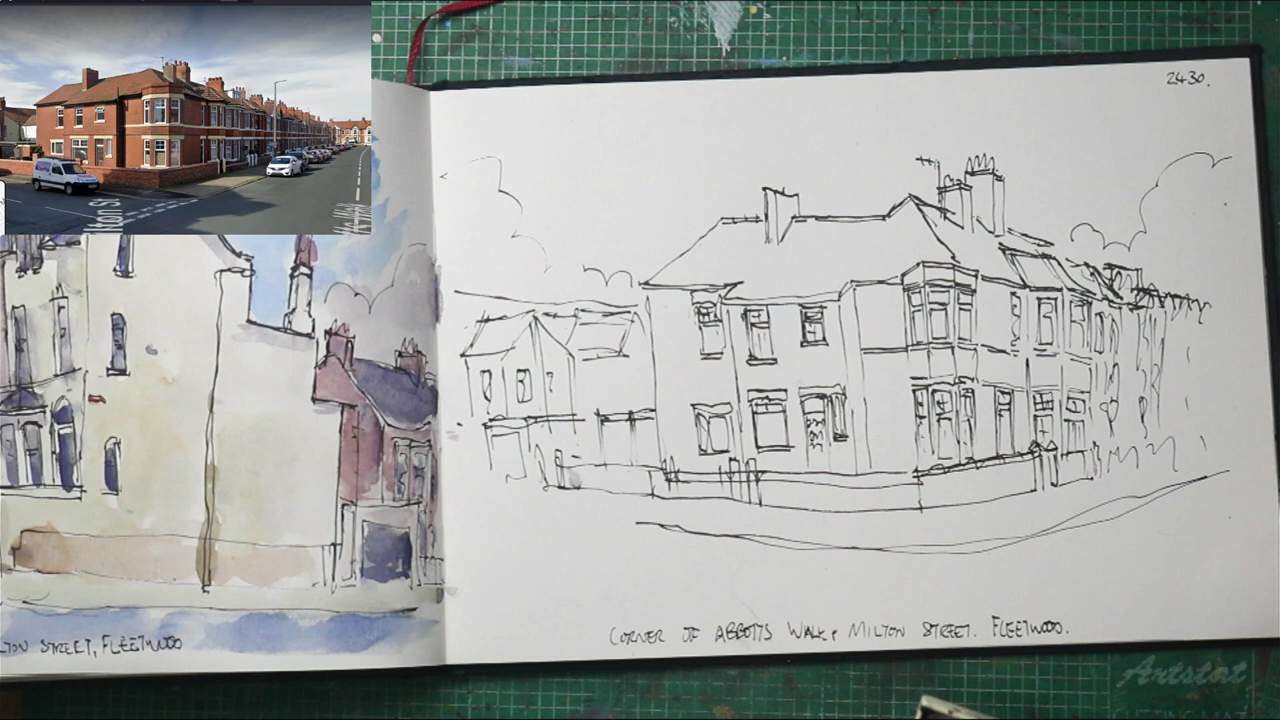 2430.
LTON STREET, FLEETWOOD
CORNER OF ABBOTTS WALK & MILTON STREET. FLEETWOOD.
Artstat